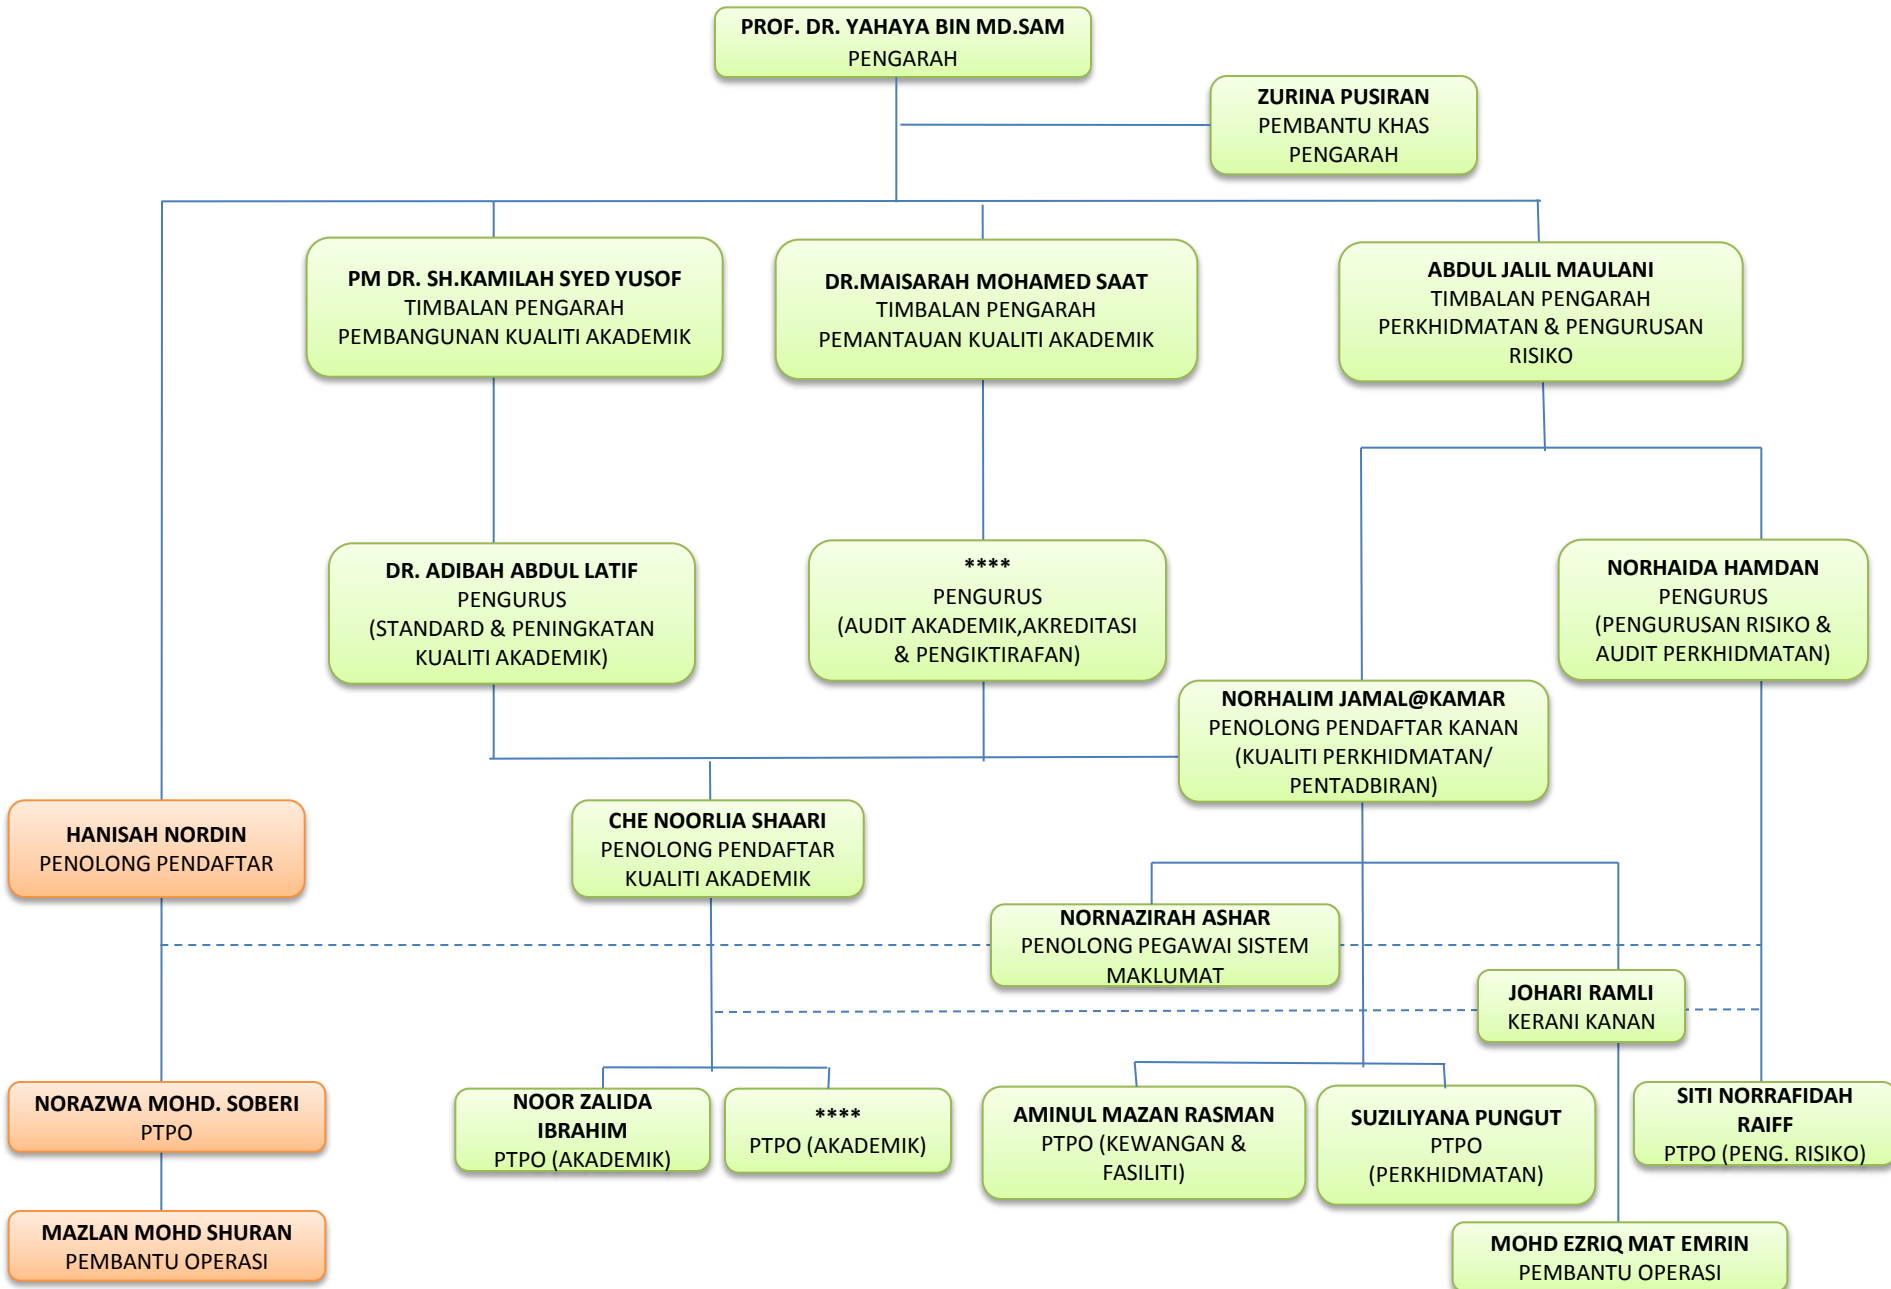 PROF. DR. YAHAYA BIN MD.SAM
PENGARAH
ZURINA PUSIRAN
PEMBANTU KHAS
PENGARAH
PM DR. SH.KAMILAH SYED YUSOF
TIMBALAN PENGARAH
PEMBANGUNAN KUALITI AKADEMIK
DR.MAISARAH MOHAMED SAAT
TIMBALAN PENGARAH
PEMANTAUAN KUALITI AKADEMIK
ABDUL JALIL MAULANI
TIMBALAN PENGARAH
PERKHIDMATAN & PENGURUSAN
RISIKO
DR. ADIBAH ABDUL LATIF
PENGURUS
(STANDARD & PENINGKATAN
KUALITI AKADEMIK)
****
PENGURUS
(AUDIT AKADEMIK,AKREDITASI
& PENGIKTIRAFAN)
NORHAIDA HAMDAN
PENGURUS
(PENGURUSAN RISIKO &
AUDIT PERKHIDMATAN)
NORHALIM JAMAL@KAMAR
PENOLONG PENDAFTAR KANAN
(KUALITI PERKHIDMATAN/
PENTADBIRAN)
HANISAH NORDIN
PENOLONG PENDAFTAR
CHE NOORLIA SHAARI
PENOLONG PENDAFTAR
KUALITI AKADEMIK
NORNAZIRAH ASHAR
PENOLONG PEGAWAI SISTEM
MAKLUMAT
JOHARI RAMLI
KERANI KANAN
NORAZWA MOHD. SOBERI
PTPO
NOOR ZALIDA
IBRAHIM
PTPO (AKADEMIK)
****
PTPO (AKADEMIK)
AMINUL MAZAN RASMAN
PTPO (KEWANGAN &
FASILITI)
SUZILIYANA PUNGUT
PTPO
(PERKHIDMATAN)
SITI NORRAFIDAH
RAIFF
PTPO (PENG. RISIKO)
MAZLAN MOHD SHURAN
PEMBANTU OPERASI
MOHD EZRIQ MAT EMRIN
PEMBANTU OPERASI